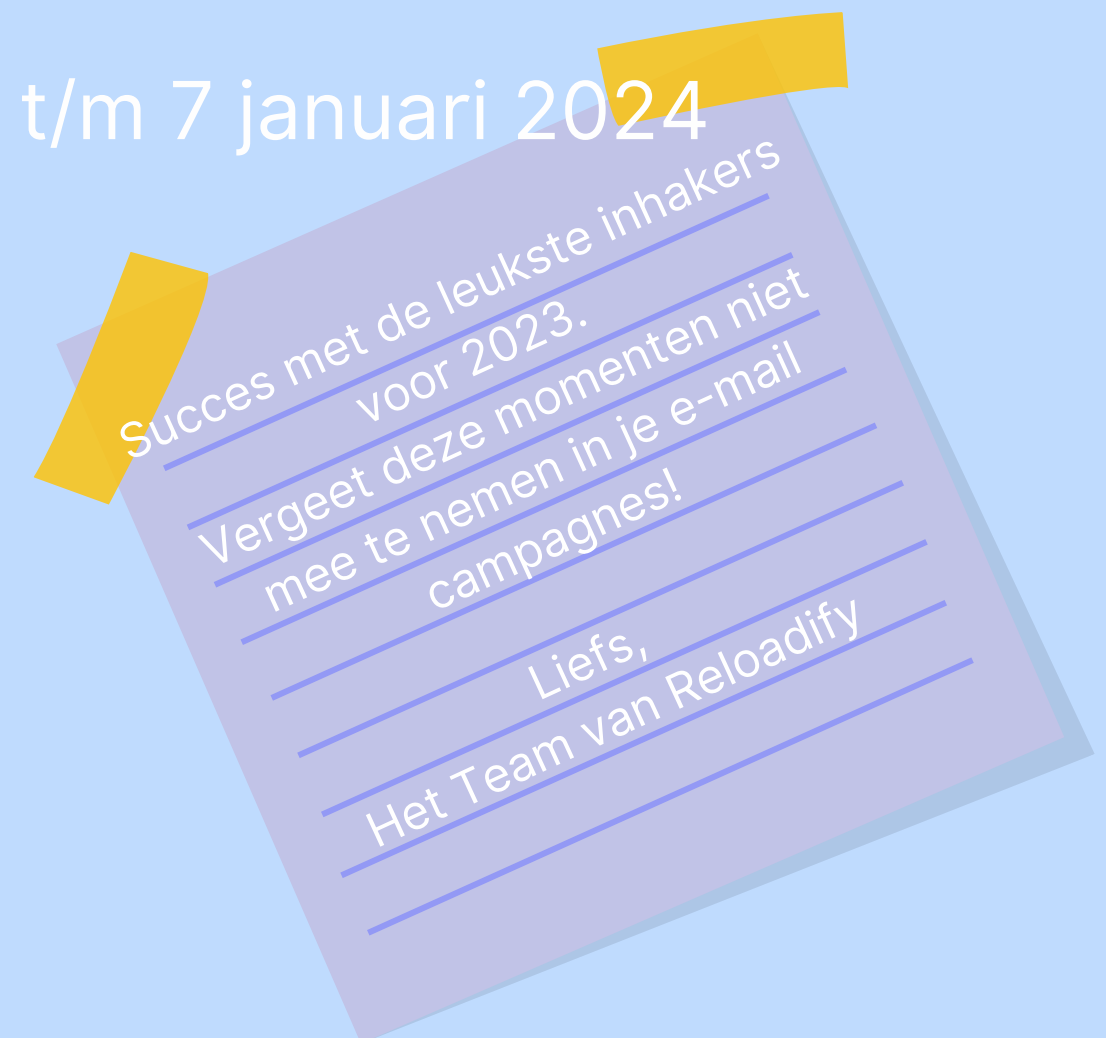 t/m 7 januari 2024
Succes met de leukste inhakers
voor 2023.
Vergeet deze momenten niet
mee te nemen in je e-mail
campagnes!
Liefs,
Het Team van Reloadify